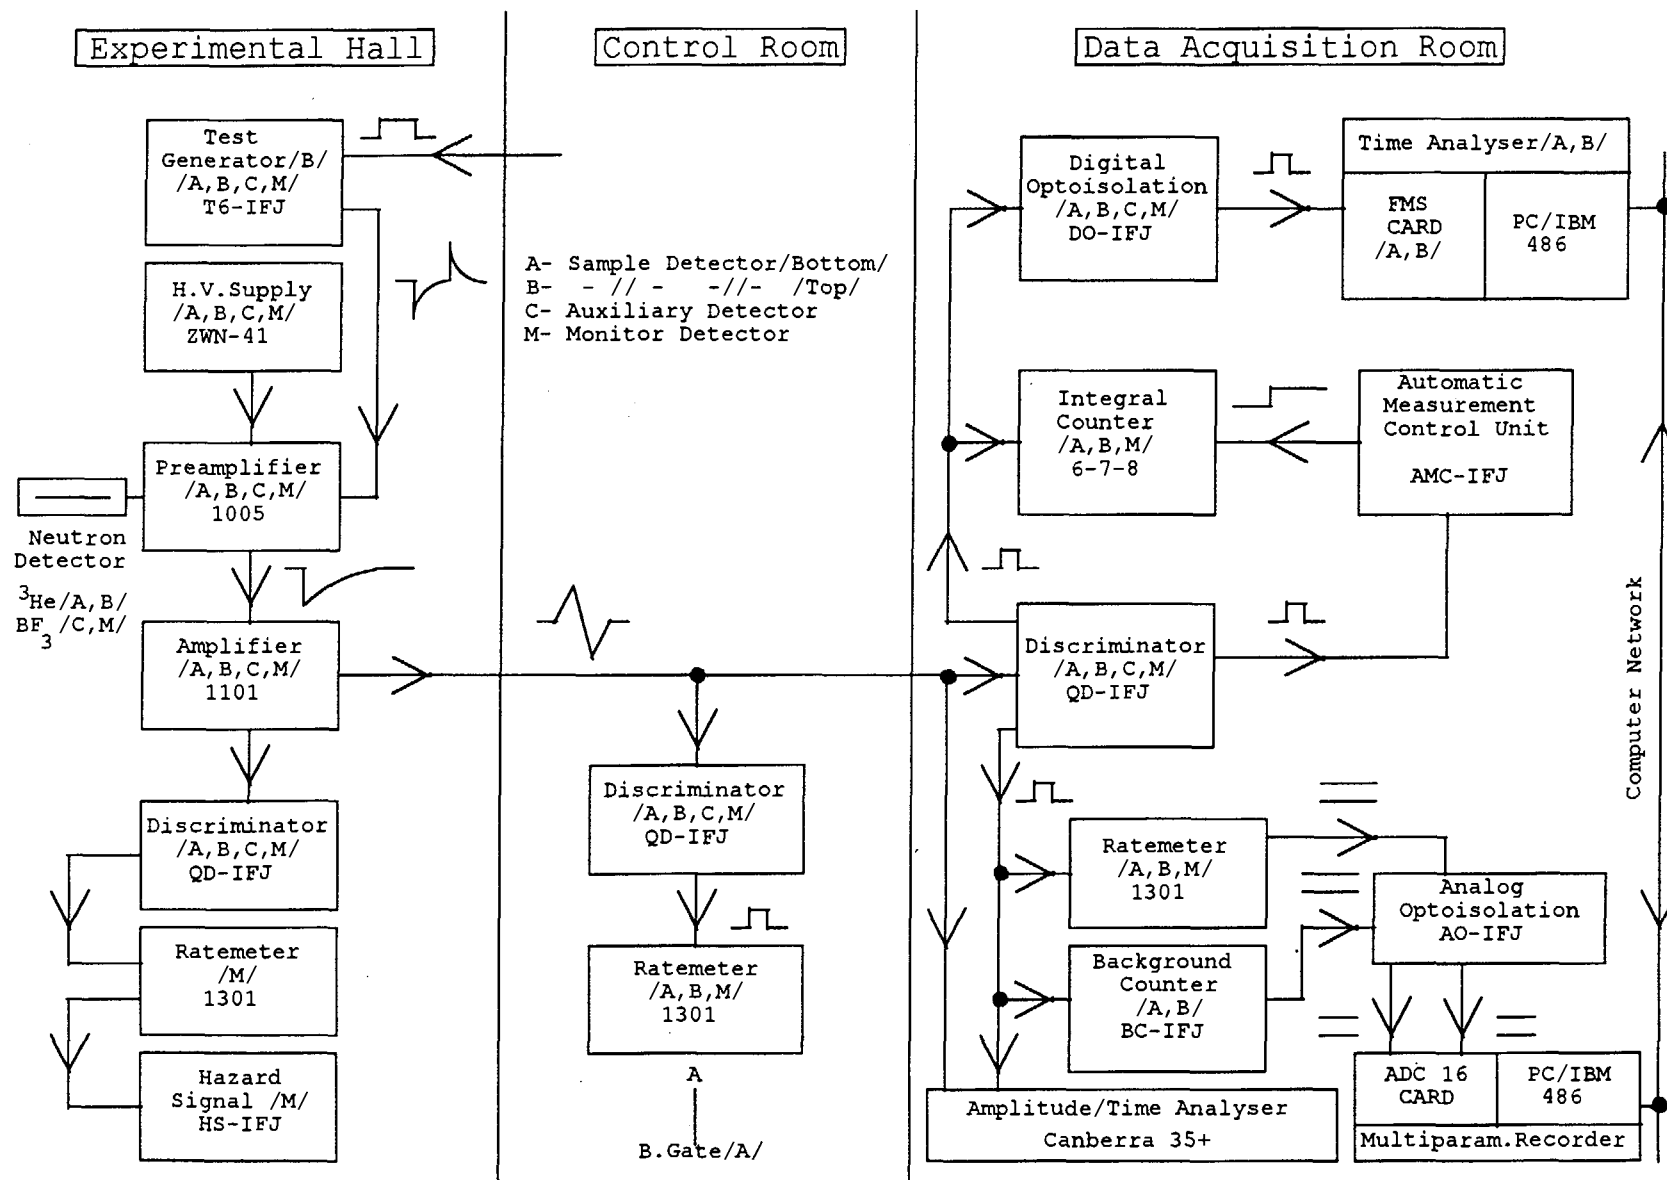 Experimental Hall
Control Room
Data Acquisition Room
Test
Generator/B/
/A,B,C,M/
T6-IFJ
H.V.Supply
/A,B,C,M/
ZWN-41
Preamplifier
/A,B,C,M/
1005
Neutron
Detector
3He/A,B/
BF3/C,M/
Amplifier
/A,B,C,M/
1101
Discriminator
/A,B,C,M/
QD-IFJ
Ratemeter
/M/
1301
Hazard
Signal /M/
HS-IFJ
A- Sample Detector/Bottom/
B- - // - -//- /Top/
C- Auxiliary Detector
M- Monitor Detector
Discriminator
/A,B,C,M/
QD-IFJ
Ratemeter
/A,B,M/
1301
A
B.Gate/A/
Digital
Optoisolation
/A,B,C,M/
DO-IFJ
Time Analyser/A,B/
FMS
CARD
/A,B/
PC/IBM
486
Integral
Counter
/A,B,M/
6-7-8
Automatic
Measurement
Control Unit
AMC-IFJ
Discriminator
/A,B,C,M/
QD-IFJ
Ratemeter
/A,B,M/
1301
Background
Counter
/A,B/
BC-IFJ
Analog
Optoisolation
AO-IFJ
Amplitude/Time Analyser
Canberra 35+
ADC 16
CARD
PC/IBM
486
Multiparam.Recorder
Computer Network